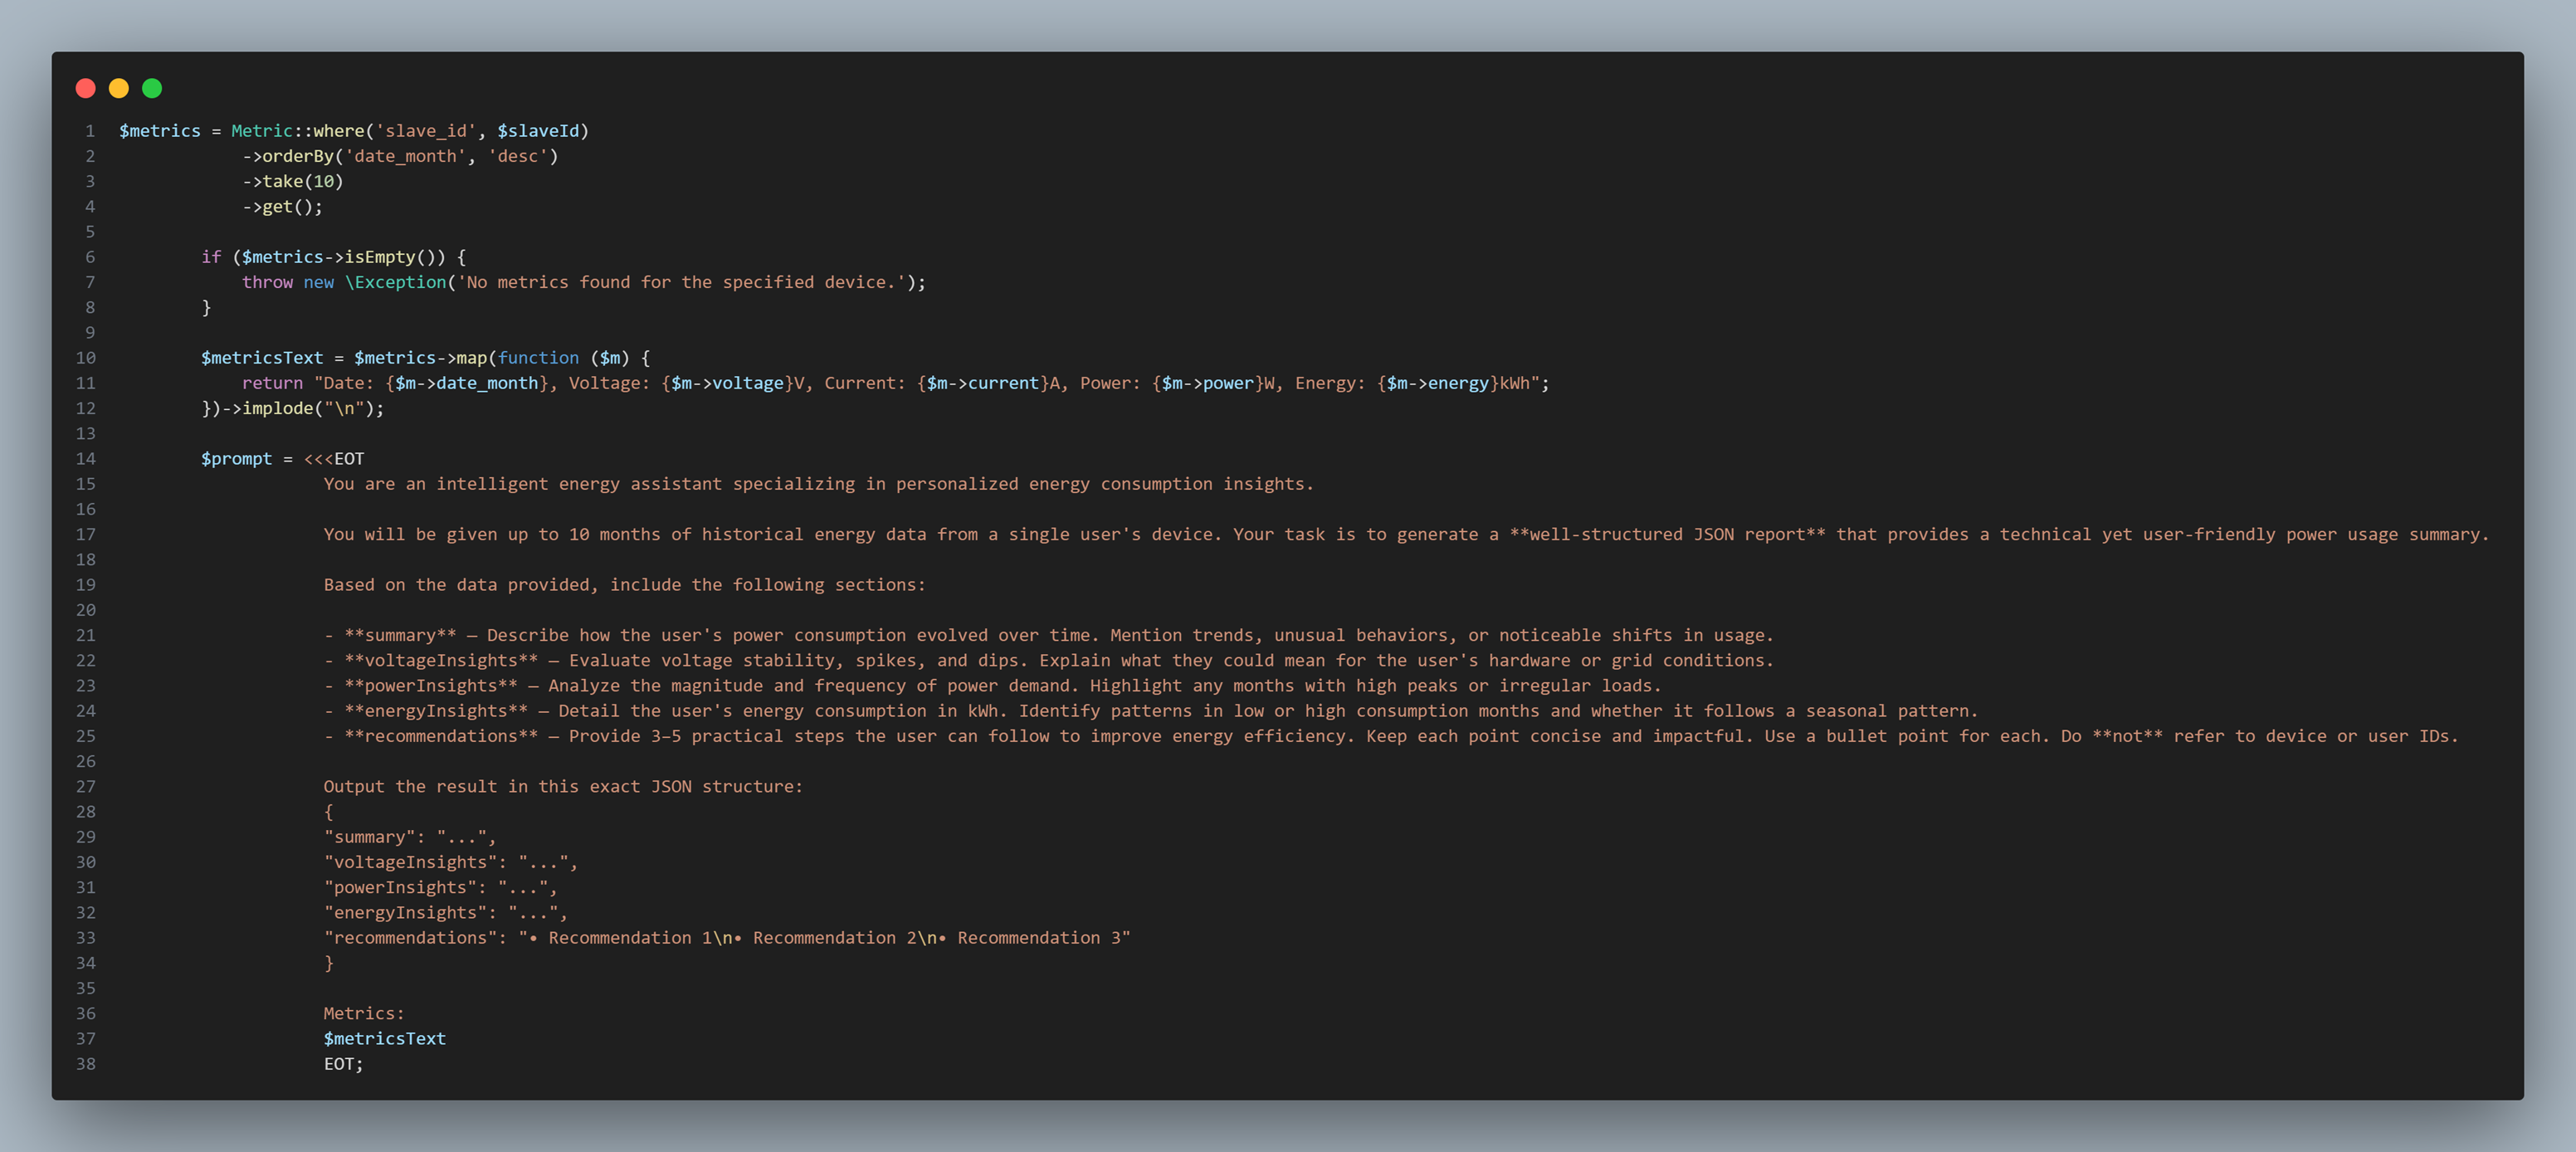 1 $metrics = Metric::where('slave_id', $slaveId)
2 ->orderBy('date_month', 'desc')
3 ->take(10)
4 ->get();
5
6 if ($metrics->isEmpty()) {
7 throw new \Exception('No metrics found for the specified device.');
8 }
9
10 $metricsText = $metrics->map(function ($m) {
11 return "Date: {$m->date_month}, Voltage: {$m->voltage}V, Current: {$m->current}A, Power: {$m->power}W, Energy: {$m->energy}kWh";
12 })->implode("\n");
13
14 $prompt = <<<EOT
15 You are an intelligent energy assistant specializing in personalized energy consumption insights.
16
17 You will be given up to 10 months of historical energy data from a single user's device. Your task is to generate a **well-structured JSON report** that provides a technical yet user-friendly power usage summary.
18
19 Based on the data provided, include the following sections:
20
21 - **summary** – Describe how the user's power consumption evolved over time. Mention trends, unusual behaviors, or noticeable shifts in usage.
22 - **voltageInsights** – Evaluate voltage stability, spikes, and dips. Explain what they could mean for the user's hardware or grid conditions.
23 - **powerInsights** – Analyze the magnitude and frequency of power demand. Highlight any months with high peaks or irregular loads.
24 - **energyInsights** – Detail the user's energy consumption in kWh. Identify patterns in low or high consumption months and whether it follows a seasonal pattern.
25 - **recommendations** – Provide 3–5 practical steps the user can follow to improve energy efficiency. Keep each point concise and impactful. Use a bullet point for each. Do **not** refer to device or user IDs.
26
27 Output the result in this exact JSON structure:
28 {
29 "summary": "...",
30 "voltageInsights": "...",
31 "powerInsights": "...",
32 "energyInsights": "...",
33 "recommendations": "• Recommendation 1\n• Recommendation 2\n• Recommendation 3"
34 }
35
36 Metrics:
37 $metricsText
38 EOT;